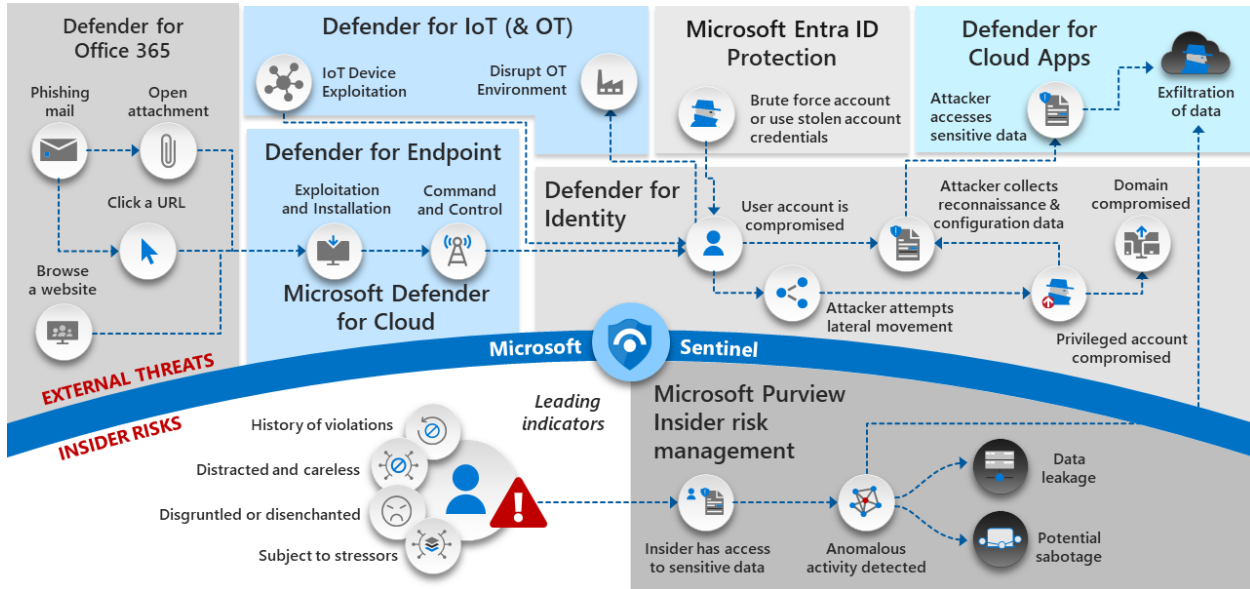 Defender for
Office 365
Phishing
mail
Open
attachment
Click a URL
Browse
a website
Defender for IoT (& OT)
IoT Device
Exploitation
Disrupt OT
Environment
Defender for Endpoint
Exploitation
and Installation
Command
and Control
Microsoft Defender
for Cloud
Microsoft Entra ID
Protection
Brute force account
or use stolen account
credentials
Defender for
Cloud Apps
Attacker
accesses
sensitive data
Exfiltration
of data
Defender for
Identity
User account is
compromised
Attacker collects
reconnaissance &
configuration data
Domain
compromised
Attacker attempts
lateral movement
Privileged account
compromised
Microsoft
Sentinel
EXTERNAL THREATS
INSIDER RISKS
Leading
indicators
History of violations
Distracted and careless
Disgruntled or disenchanted
Subject to stressors
Microsoft Purview
Insider risk
management
Insider has access
to sensitive data
Anomalous
activity detected
Data
leakage
Potential
sabotage